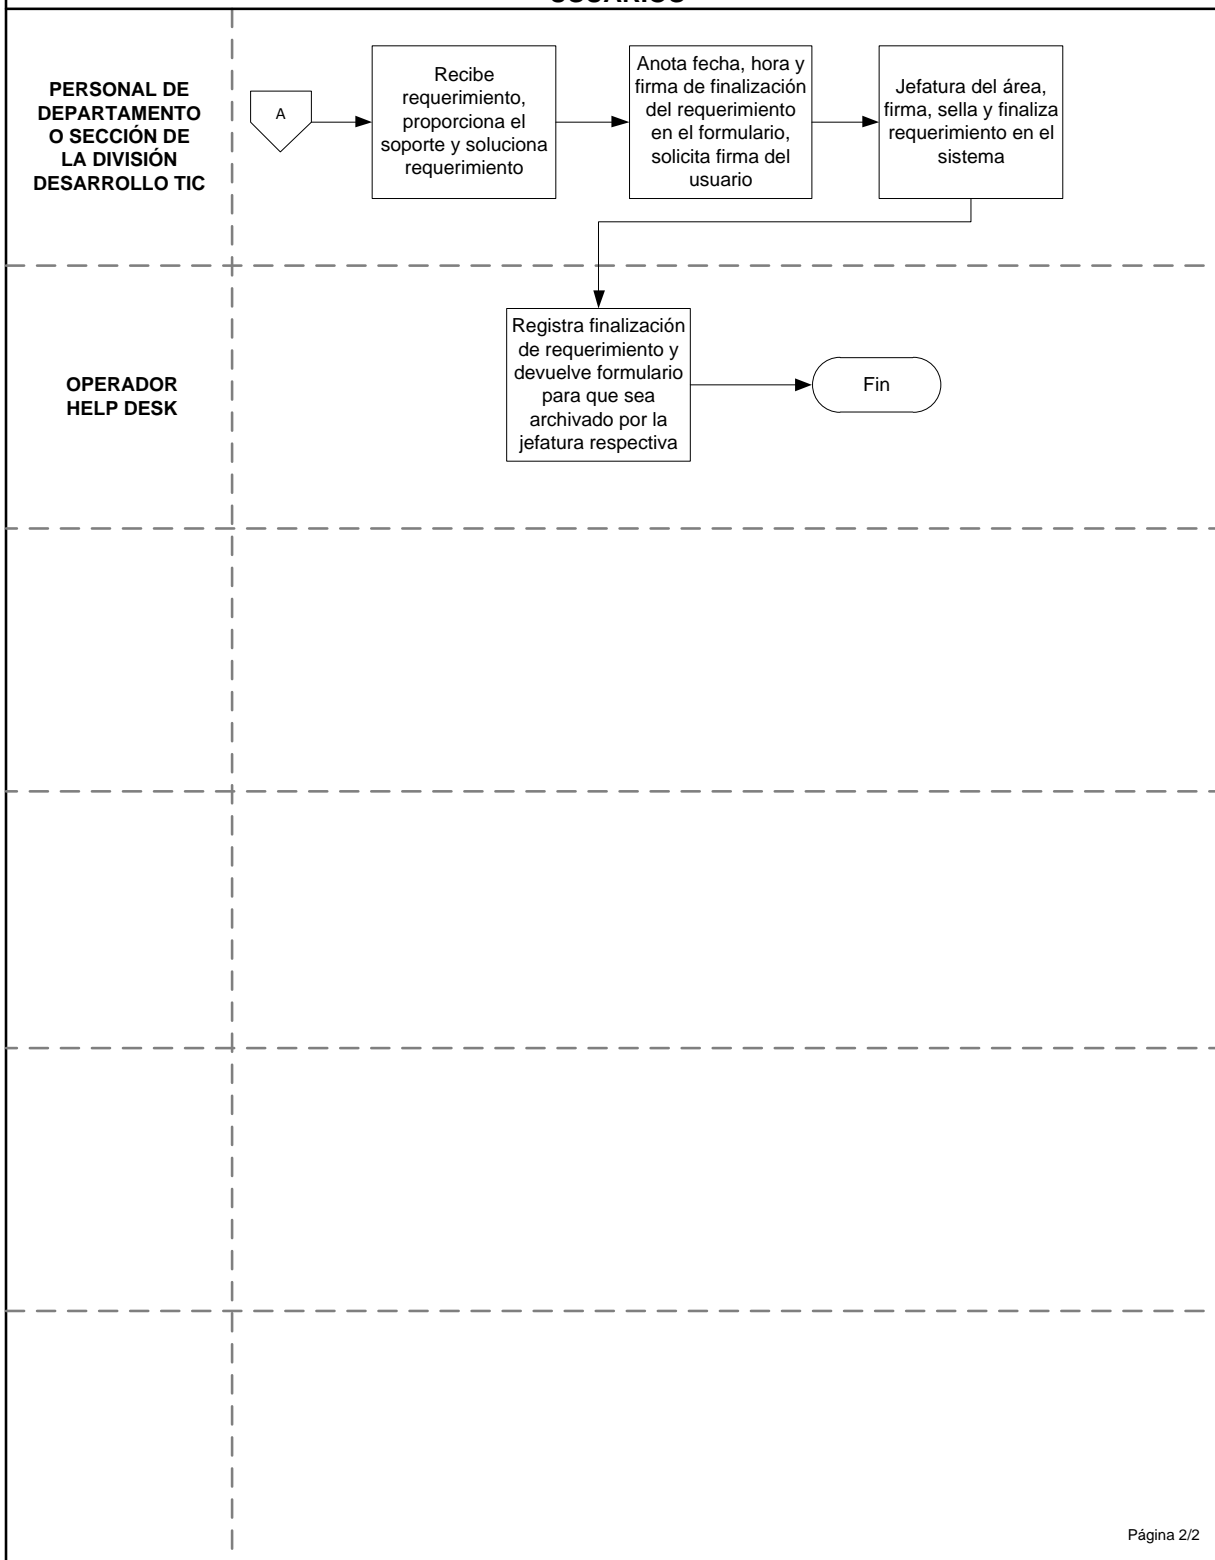 PERSONAL DE
DEPARTAMENTO
O SECCIÓN DE
LA DIVISIÓN
DESARROLLO TIC
A
Recibe
requerimiento,
proporciona el
soporte y soluciona
requerimiento
Anota fecha, hora y
firma de finalización
del requerimiento
en el formulario,
solicita firma del
usuario
Jefatura del área,
firma, sella y finaliza
requerimiento en el
sistema
OPERADOR
HELP DESK
Registra finalización
de requerimiento y
devuelve formulario
para que sea
archivado por la
jefatura respectiva
Fin
Página 2/2